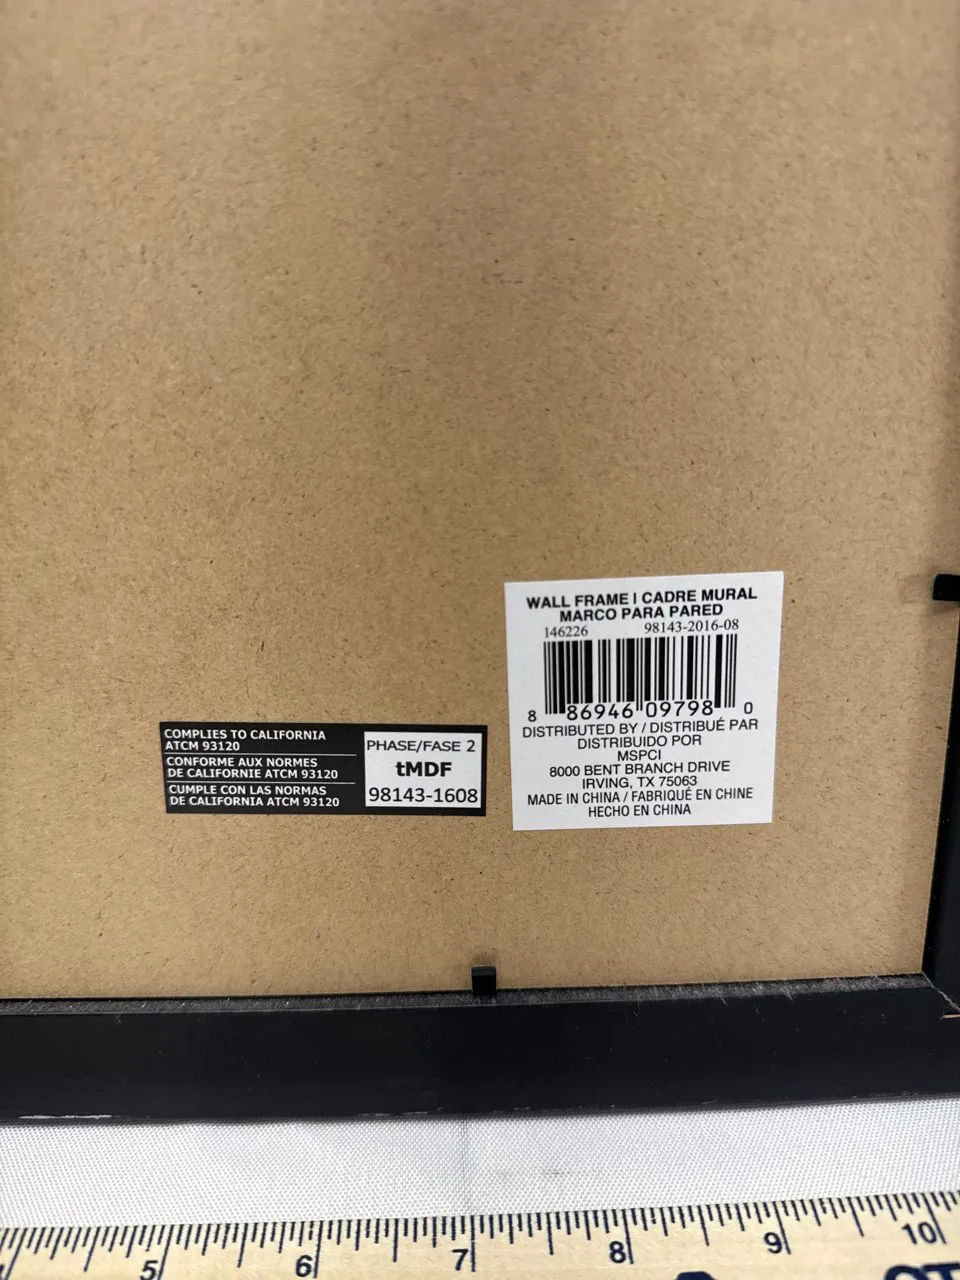 WALL FRAME | CADRE MURAL
MARCO PARA PARED
146226 98143-2016-08
8 86946 09798 0
DISTRIBUTED BY / DISTRIBUÉ PAR
DISTRIBUIDO POR
MSPCI
8000 BENT BRANCH DRIVE
IRVING, TX 75063
MADE IN CHINA / FABRIQUÉ EN CHINE
HECHO EN CHINA
COMPLIES TO CALIFORNIA
ATCM 93120
CONFORME AUX NORMES
DE CALIFORNIE ATCM 93120
CUMPLE CON LAS NORMAS
DE CALIFORNIA ATCM 93120
PHASE/FASE 2
tMDF
98143-1608
5 6 7 8 9 10